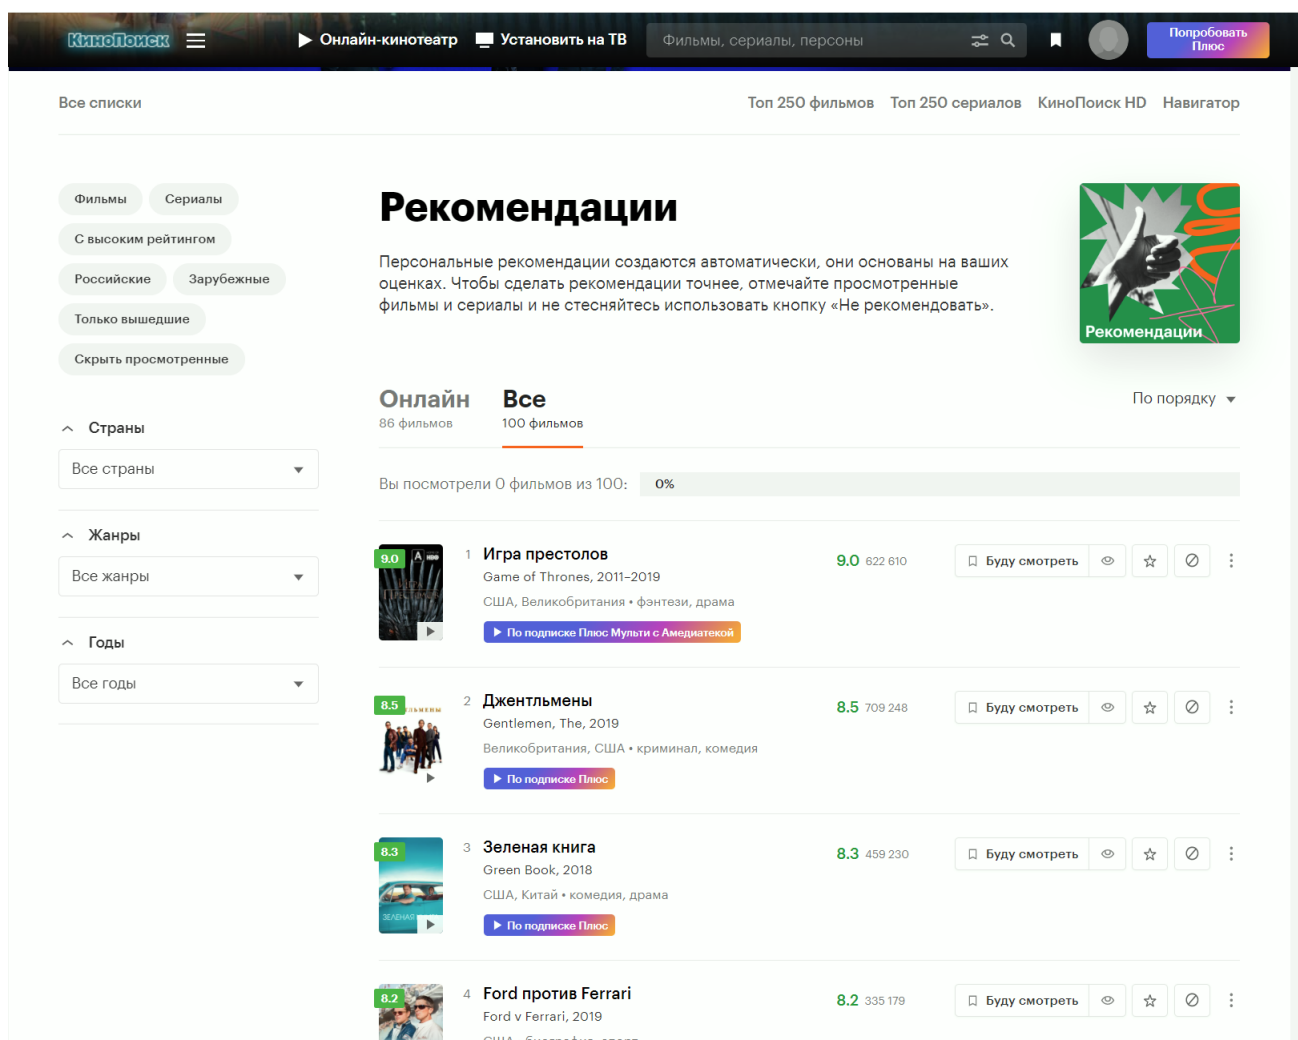 КиноПоиск
Онлайн-кинотеатр
Установить на ТВ
Фильмы, сериалы, персоны
Попробовать
Плюс
Все списки
Топ 250 фильмов
Топ 250 сериалов
КиноПоиск HD
Навигатор
Фильмы
Сериалы
С высоким рейтингом
Российские
Зарубежные
Только вышедшие
Скрыть просмотренные
Страны
Все страны
Жанры
Все жанры
Годы
Все годы
Рекомендации
Персональные рекомендации создаются автоматически, они основаны на ваших
оценках. Чтобы сделать рекомендации точнее, отмечайте просмотренные
фильмы и сериалы и не стесняйтесь использовать кнопку «Не рекомендовать».
Рекомендации
Онлайн
86 фильмов
Все
100 фильмов
По порядку
Вы посмотрели 0 фильмов из 100:
0%
9.0
A
HBO
Игра
Престолов
1
Игра престолов
Game of Thrones, 2011–2019
США, Великобритания • фэнтези, драма
По подписке Плюс Мульти с Амедиатекой
9.0 622 610
Буду смотреть
8.5
2
Джентльмены
Gentlemen, The, 2019
Великобритания, США • криминал, комедия
По подписке Плюс
8.5 709 248
Буду смотреть
8.3
3
Зеленая книга
Green Book, 2018
США, Китай • комедия, драма
По подписке Плюс
8.3 459 230
Буду смотреть
8.2
4
Ford против Ferrari
Ford v Ferrari, 2019
США • биография, спорт
8.2 335 179
Буду смотреть